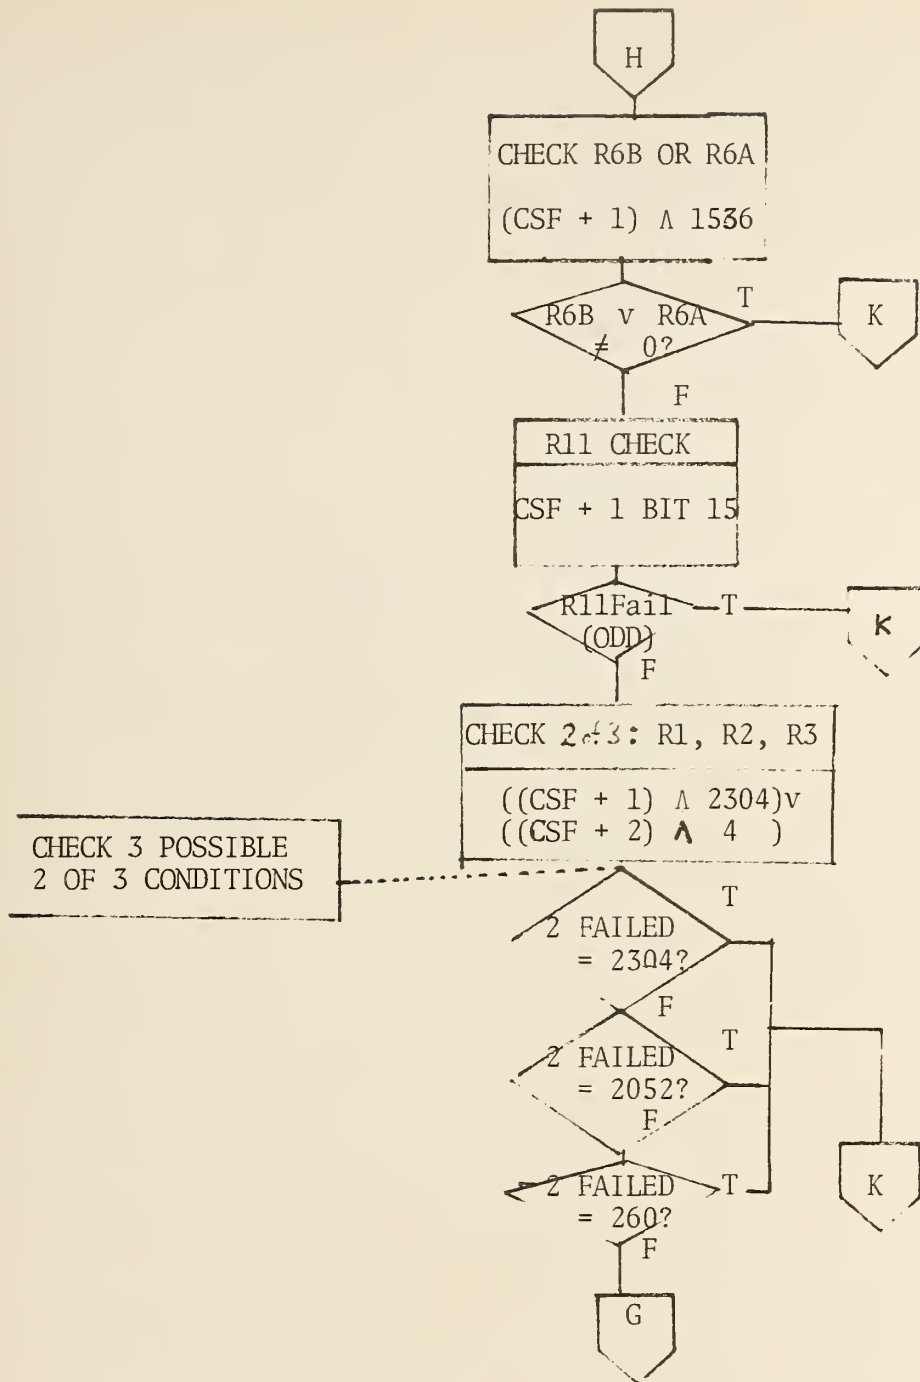 H
CHECK R6B OR R6A
(CSF + 1) Λ 1536
R6B v R6A
≠ 0?
T
K
F
R11 CHECK
CSF + 1 BIT 15
R11Fail
(ODD)
T
K
F
CHECK 2of3: R1, R2, R3
((CSF + 1) Λ 2304)v
((CSF + 2) Λ 4 )
CHECK 3 POSSIBLE
2 OF 3 CONDITIONS
T
2 FAILED
= 2304?
F
T
2 FAILED
= 2052?
F
2 FAILED
= 260?
T
K
F
G